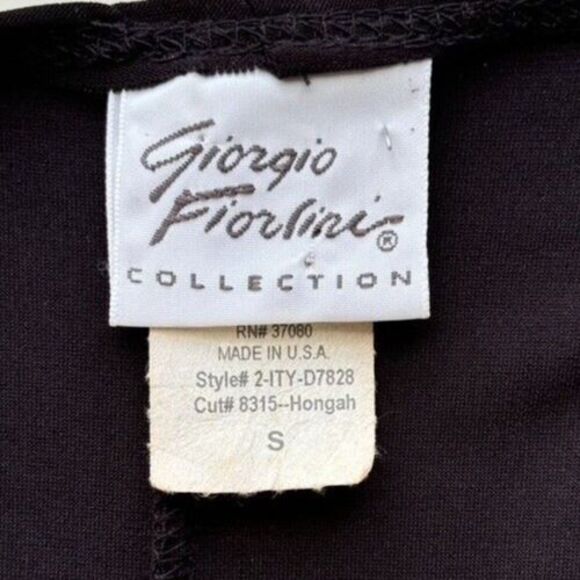 Giorgio
Fiorlini®
COLLECTION
RN# 37080
MADE IN U.S.A.
Style# 2-ITY-D7828
Cut# 8315--Hongah
S